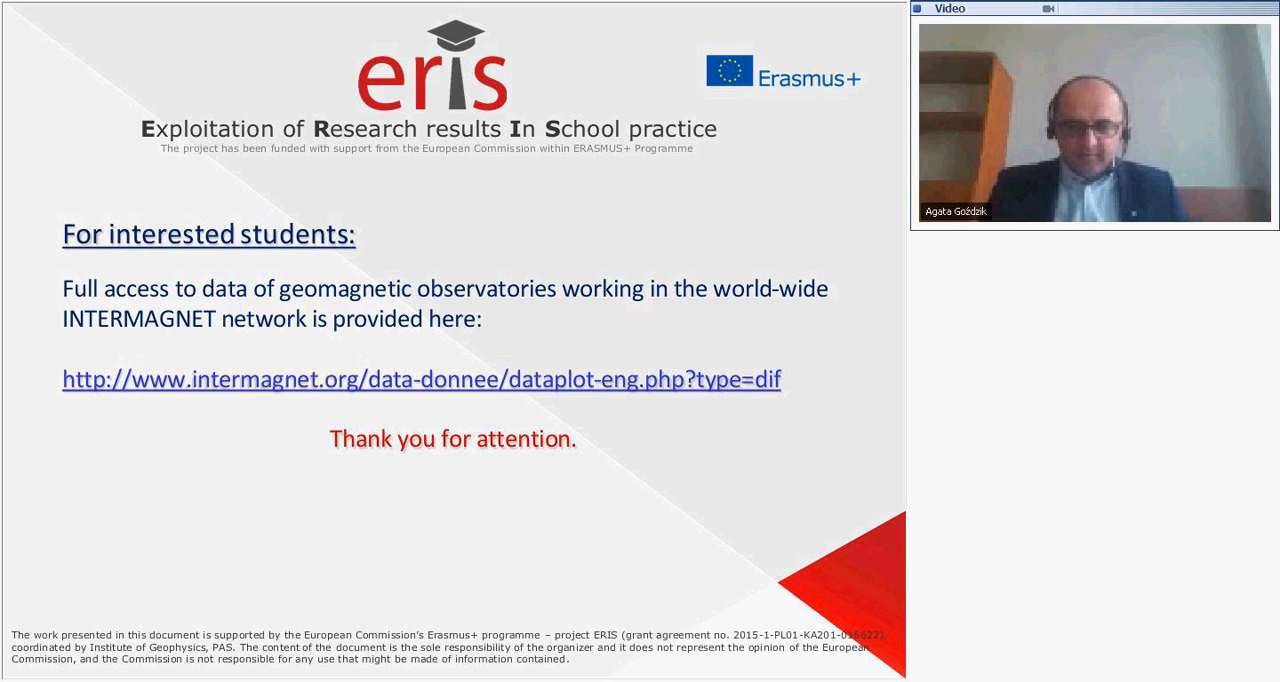 eris
Erasmus+
Exploitation of Research results In School practice
The project has been funded with support from the European Commission within ERASMUS+ Programme
For interested students:
Full access to data of geomagnetic observatories working in the world-wide
INTERMAGNET network is provided here:
http://www.intermagnet.org/data-donnee/dataplot-eng.php?type=dif
Thank you for attention.
The work presented in this document is supported by the European Commission's Erasmus+ programme – project ERIS (grant agreement no. 2015-1-PL01-KA201-016622),
coordinated by Institute of Geophysics, PAS. The content of the document is the sole responsibility of the organizer and it does not represent the opinion of the European
Commission, and the Commission is not responsible for any use that might be made of information contained.
Video
Agata Goździk